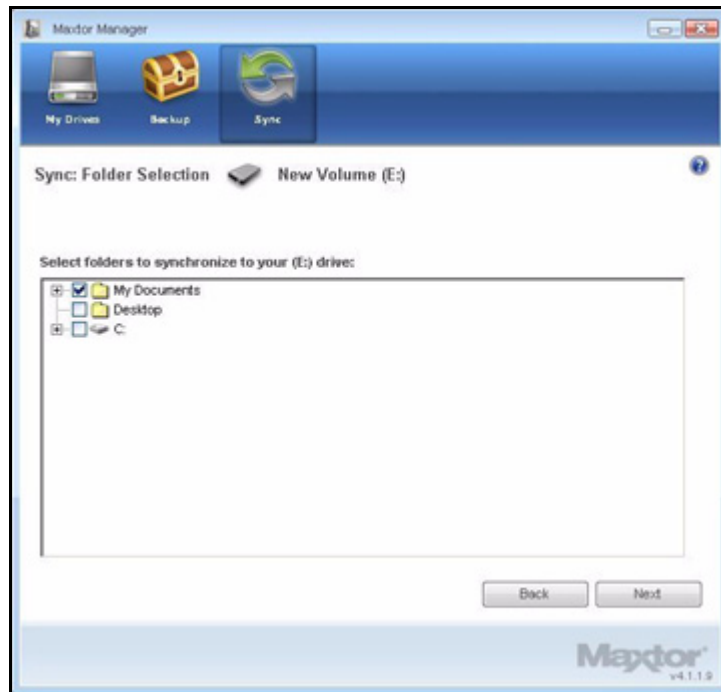 Maxtor Manager
My Drives Backup Sync
Sync: Folder Selection New Volume (E:)
Select folders to synchronize to your (E:) drive:
My Documents
Desktop
C:
Back Next
Maxtor
v4.1.1.9